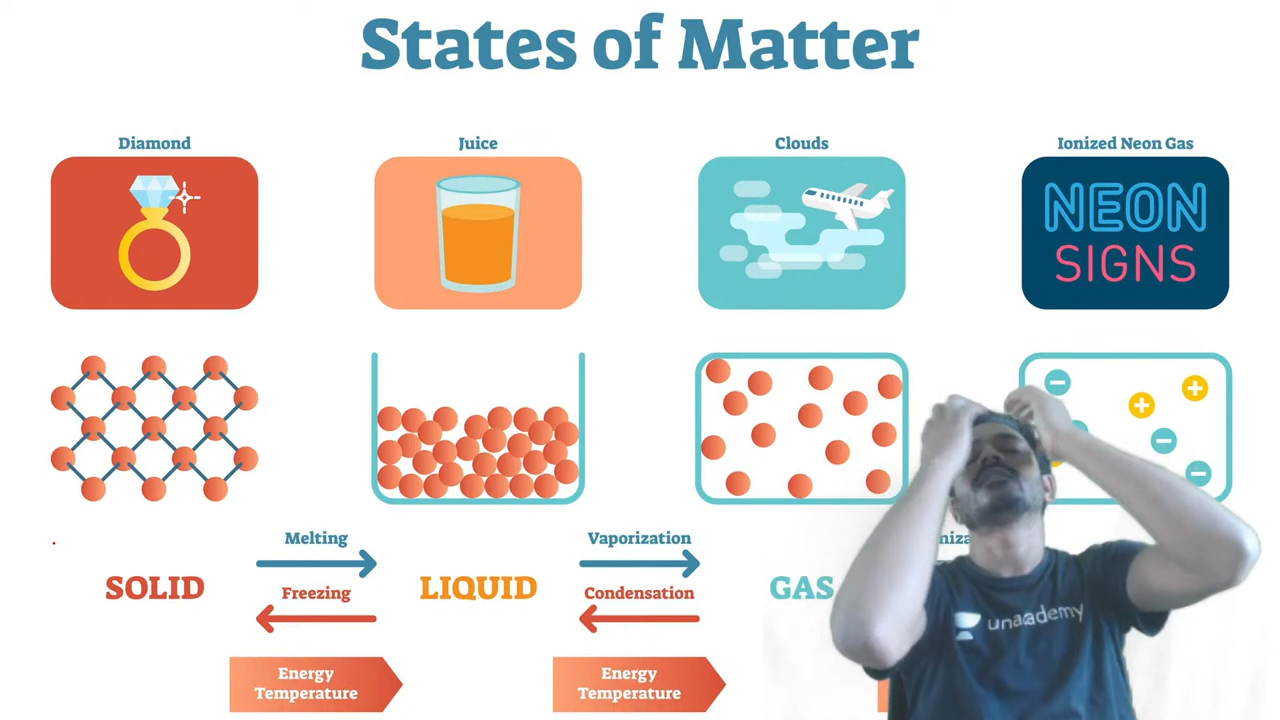 States of Matter
Diamond
Juice
Clouds
Ionized Neon Gas
NEON
SIGNS
Melting
Vaporization
SOLID
Freezing
LIQUID
Condensation
GAS
unacademy
Energy
Temperature
Energy
Temperature